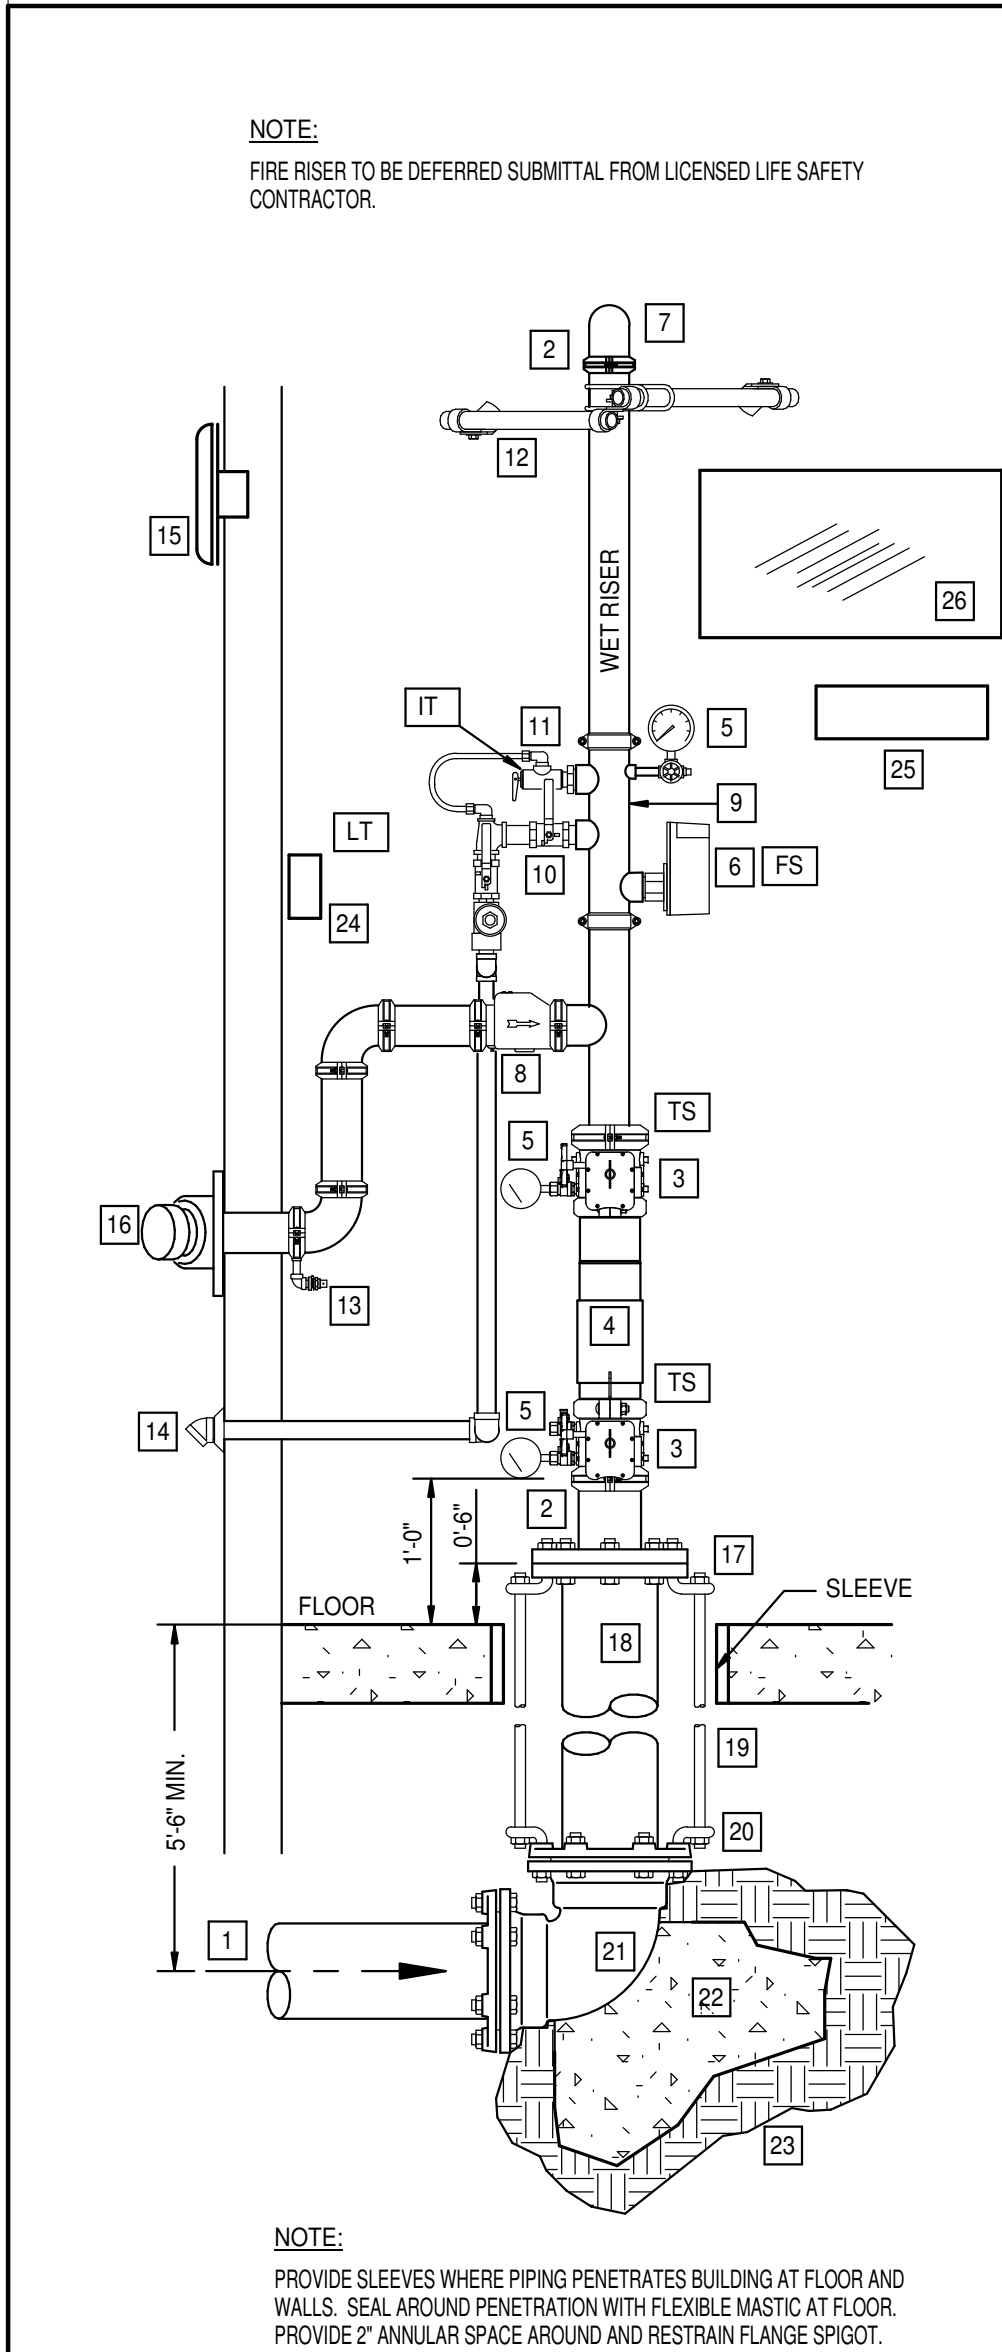 NOTE:
FIRE RISER TO BE DEFERRED SUBMITTAL FROM LICENSED LIFE SAFETY
CONTRACTOR.
7
2
12
15
26
WET RISER
IT
11
5
25
9
LT
10
6
FS
24
8
TS
5
3
16
13
4
TS
5
14
3
2
1'-0"
0'-6"
17
FLOOR
SLEEVE
18
19
5'-6" MIN.
20
1
21
22
23
NOTE:
PROVIDE SLEEVES WHERE PIPING PENETRATES BUILDING AT FLOOR AND
WALLS. SEAL AROUND PENETRATION WITH FLEXIBLE MASTIC AT FLOOR.
PROVIDE 2" ANNULAR SPACE AROUND AND RESTRAIN FLANGE SPIGOT.